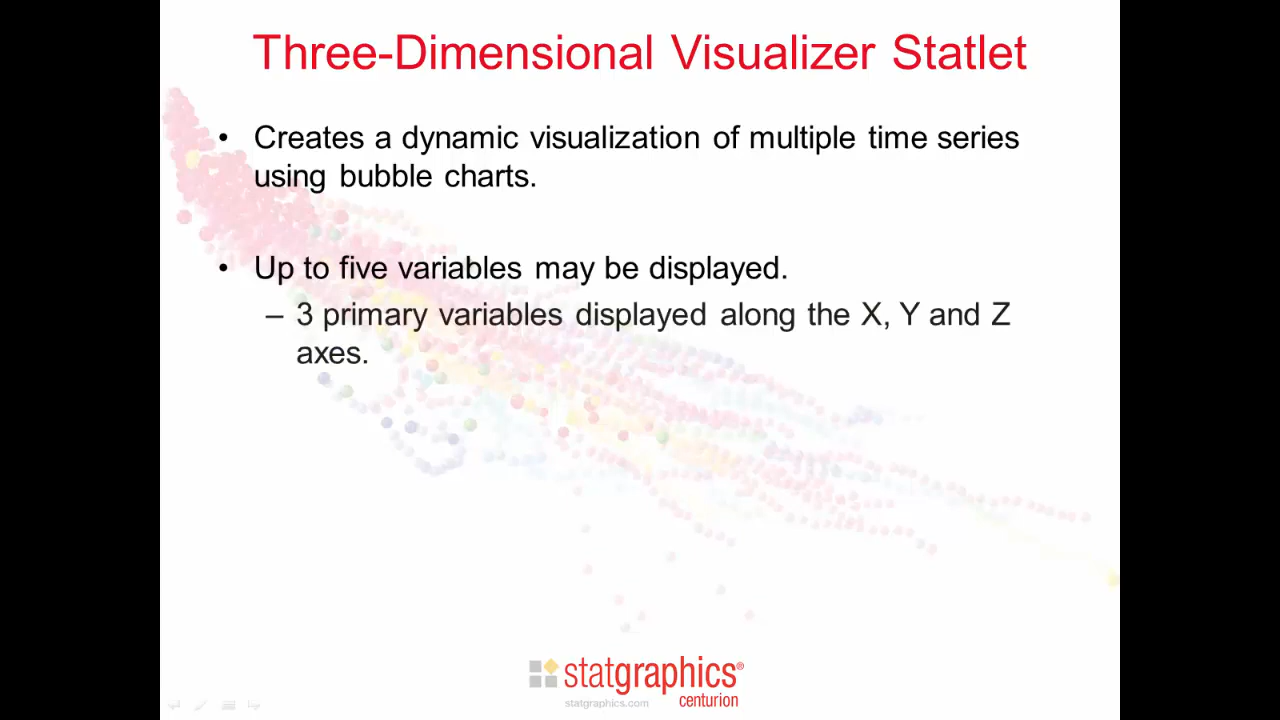 Three-Dimensional Visualizer Statlet
• Creates a dynamic visualization of multiple time series
using bubble charts.
• Up to five variables may be displayed.
– 3 primary variables displayed along the X, Y and Z
axes.
statgraphics®
centurion
statgraphics.com